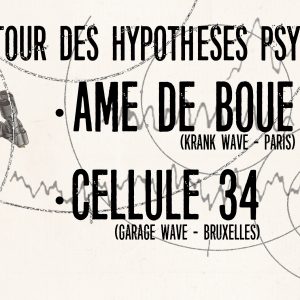 TOUR DES HYPOTHESES PSY
· AME DE BOUE
(KRANK WAVE - PARIS)
· CELLULE 34
(GARAGE WAVE - BRUXELLES)